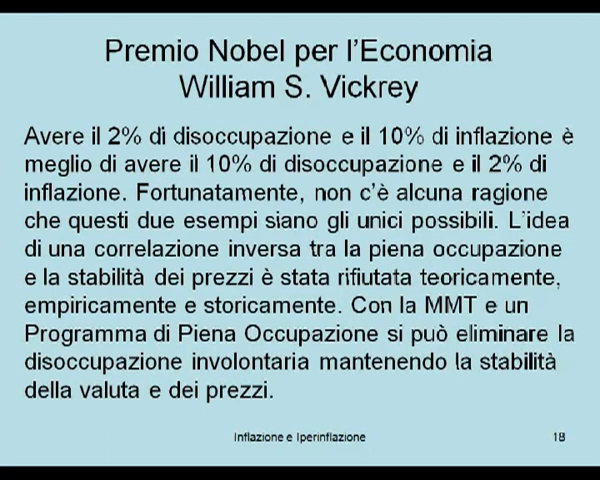 Premio Nobel per l'Economia
William S. Vickrey
Avere il 2% di disoccupazione e il 10% di inflazione è
meglio di avere il 10% di disoccupazione e il 2% di
inflazione. Fortunatamente, non c'è alcuna ragione
che questi due esempi siano gli unici possibili. L'idea
di una correlazione inversa tra la piena occupazione
e la stabilità dei prezzi è stata rifiutata teoricamente,
empiricamente e storicamente. Con la MMT e un
Programma di Piena Occupazione si può eliminare la
disoccupazione involontaria mantenendo la stabilità
della valuta e dei prezzi.
Inflazione e Iperinflazione
18